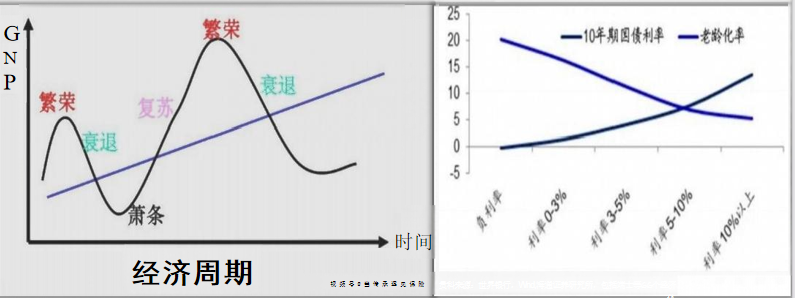 GNP
繁荣
繁荣
衰退
复苏
衰退
萧条
时间
经济周期
25
20
15
10
5
0
-5
10年期国债利率
老龄化率
负利率
利率0-3%
利率3-5%
利率5-10%
利率10%以上